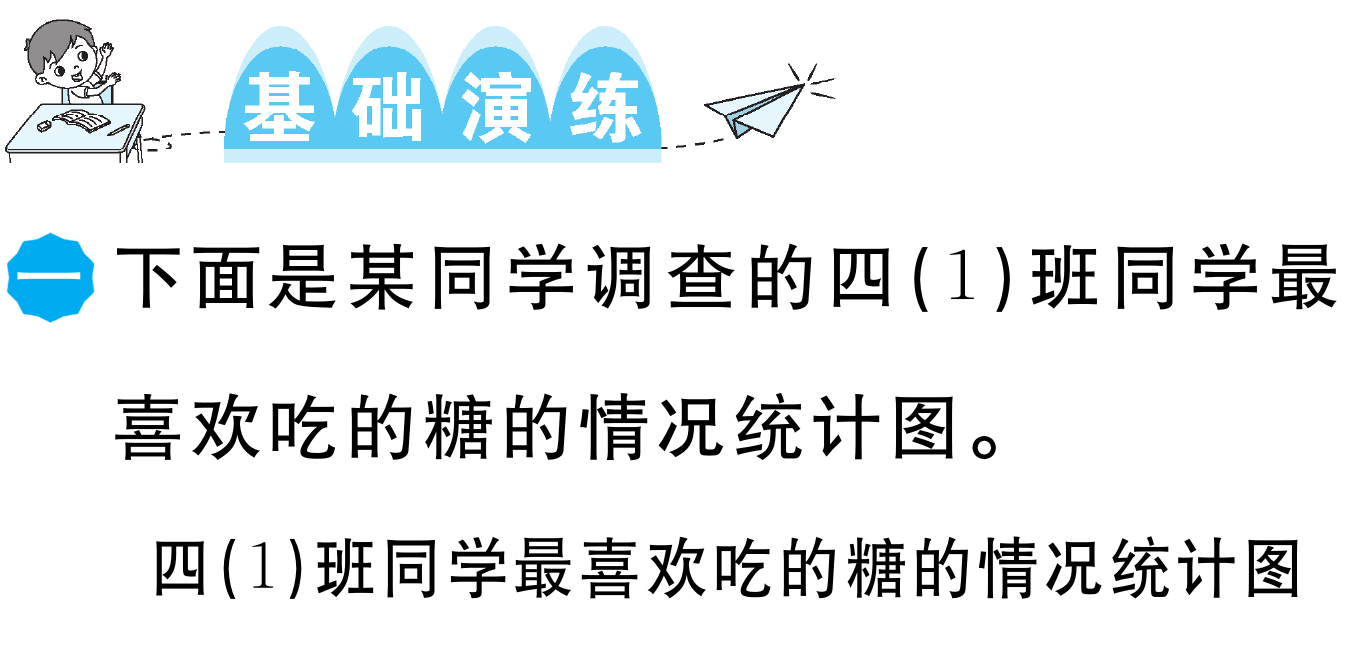 基础演练
一 下面是某同学调查的四(1)班同学最
喜欢吃的糖的情况统计图。
四(1)班同学最喜欢吃的糖的情况统计图